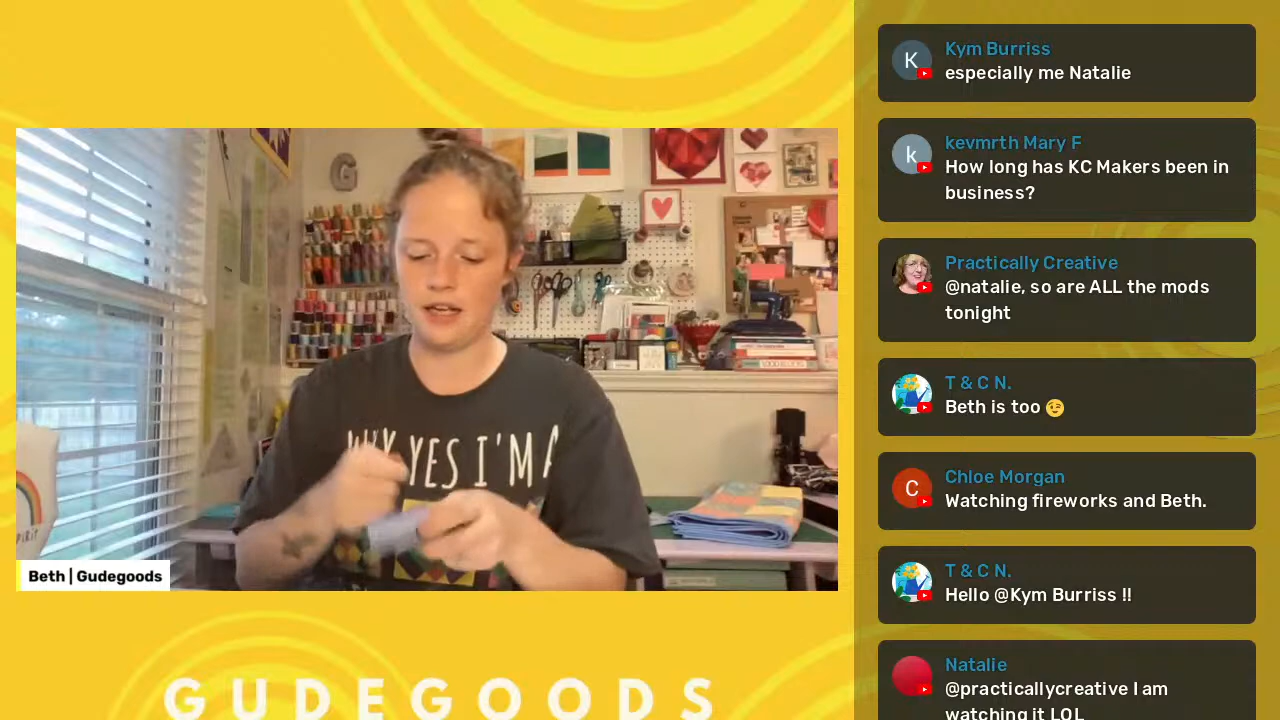 G
WHY YES I'M A
SPIRIT
Beth | Gudegoods
GUDEGOODS
K
Kym Burriss
especially me Natalie
k
kevmrth Mary F
How long has KC Makers been in
business?
Practically Creative
@natalie, so are ALL the mods
tonight
T & C N.
Beth is too 😉
C
Chloe Morgan
Watching fireworks and Beth.
T & C N.
Hello @Kym Burriss !!
Natalie
@practicallycreative I am
watching it LOL